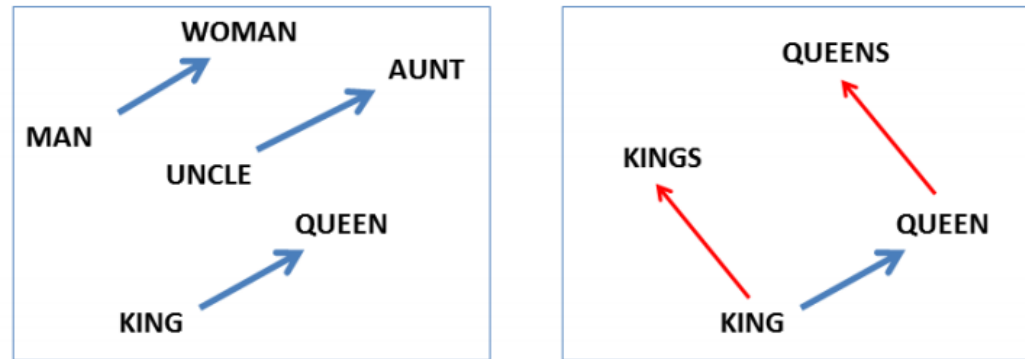 WOMAN
AUNT
MAN
UNCLE
QUEEN
KING
QUEENS
KINGS
QUEEN
KING